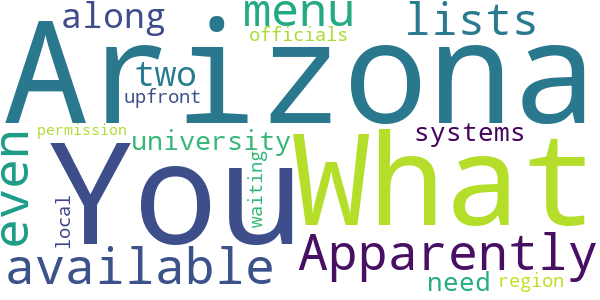 along
menu
lists
officials
Arizona
two
upfront
permission
university
systems
even
You
What
waiting
local
Apparently
available
need
region